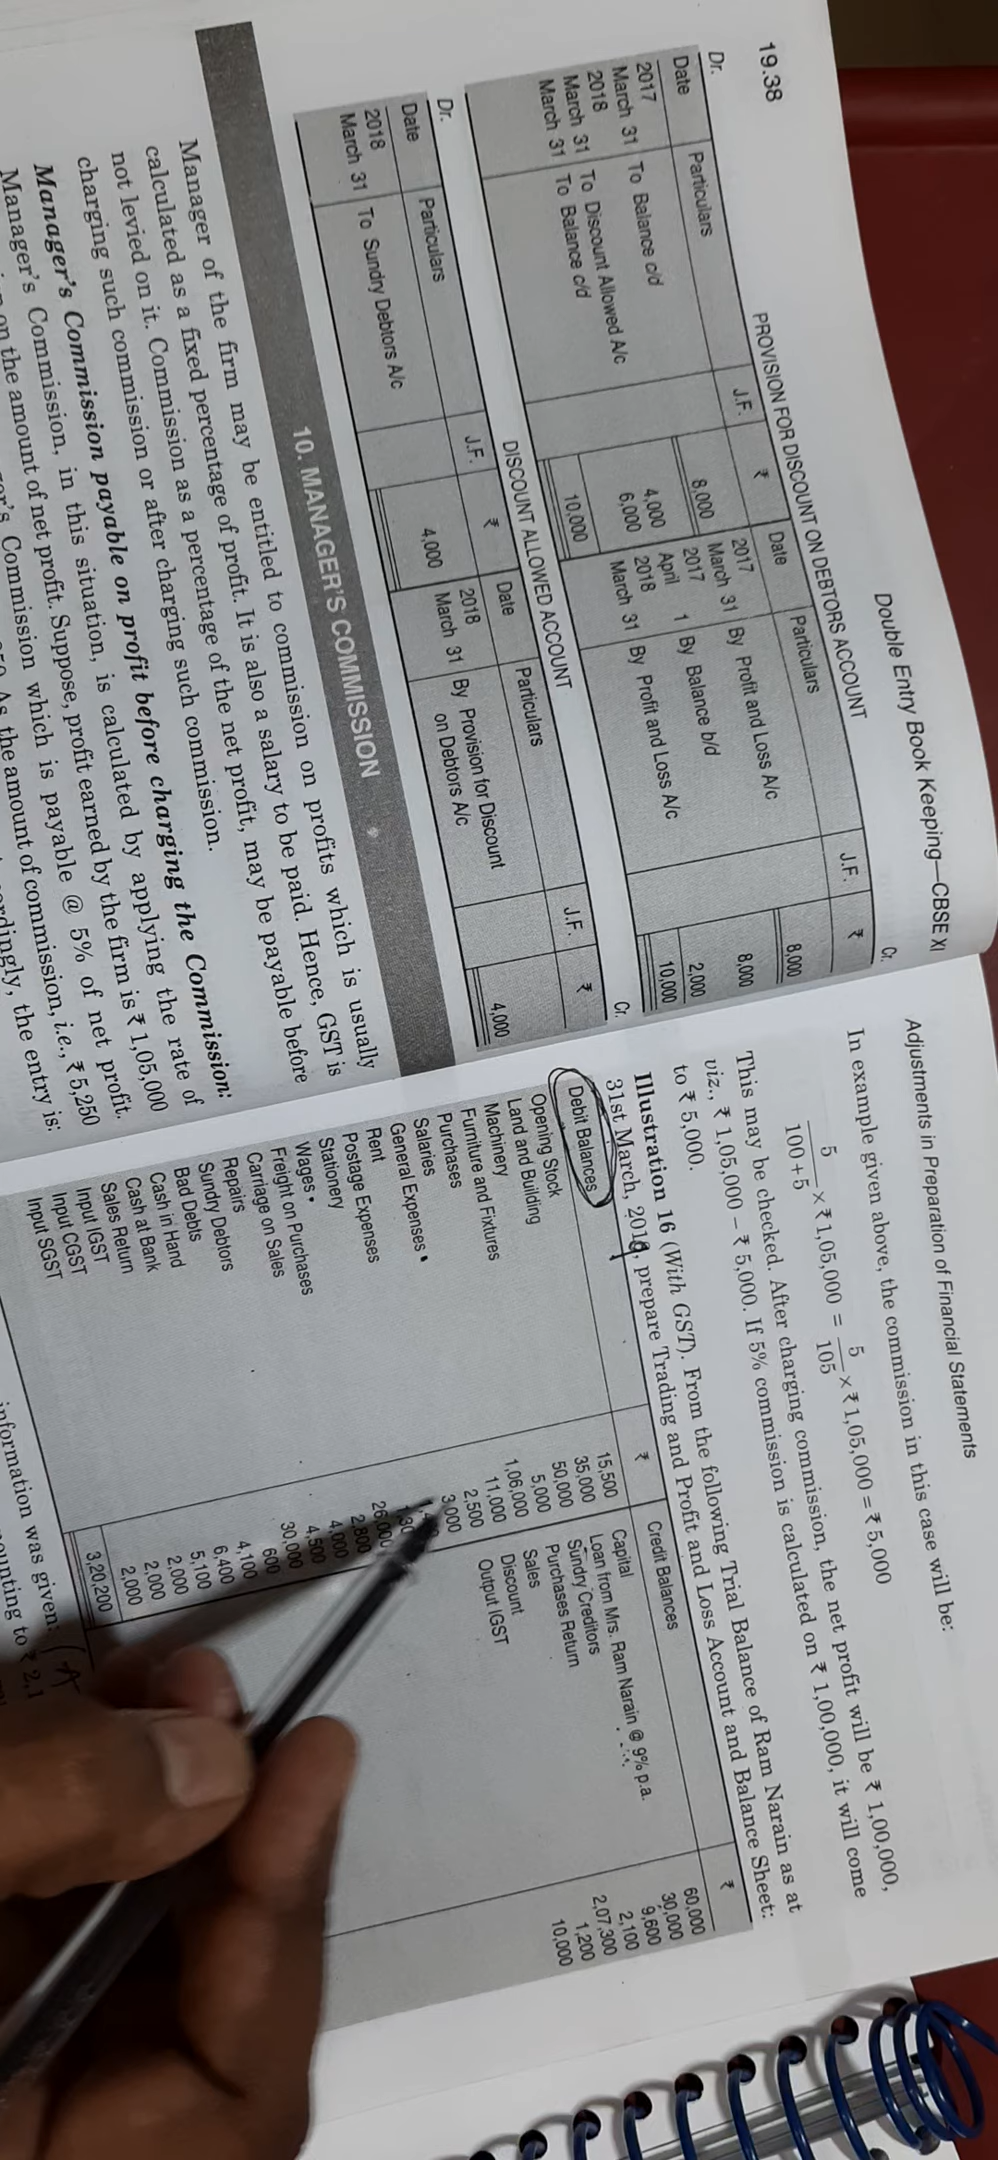 19.38
Double Entry Book Keeping—CBSE XI
PROVISION FOR DISCOUNT ON DEBTORS ACCOUNT
Dr. Cr.
Date Particulars J.F. ₹ Date Particulars J.F. ₹
2017 2017
March 31 To Balance c/d 8,000 March 31 By Profit and Loss A/c 8,000
2018 2017
March 31 To Discount Allowed A/c 4,000 April 1 By Balance b/d 8,000
March 31 To Balance c/d 6,000 2018
March 31 By Profit and Loss A/c 2,000
10,000 10,000
DISCOUNT ALLOWED ACCOUNT
Dr. Cr.
Date Particulars J.F. ₹ Date Particulars J.F. ₹
2018 2018
March 31 To Sundry Debtors A/c 4,000 March 31 By Provision for Discount
on Debtors A/c 4,000
10. MANAGER'S COMMISSION
Manager of the firm may be entitled to commission on profits which is usually
calculated as a fixed percentage of profit. It is also a salary to be paid. Hence, GST is
not levied on it. Commission as a percentage of the net profit, may be payable before
charging such commission or after charging such commission.
Manager's Commission payable on profit before charging the Commission:
Manager's Commission, in this situation, is calculated by applying the rate of
on the amount of net profit. Suppose, profit earned by the firm is ₹ 1,05,000
Commission which is payable @ 5% of net profit.
As the amount of commission, i.e., ₹ 5,250
the entry is:
Adjustments in Preparation of Financial Statements
In example given above, the commission in this case will be:
5/(100 + 5) × ₹ 1,05,000 = 5/105 × ₹ 1,05,000 = ₹ 5,000
This may be checked. After charging commission, the net profit will be ₹ 1,00,000,
viz., ₹ 1,05,000 – ₹ 5,000. If 5% commission is calculated on ₹ 1,00,000, it will come
to ₹ 5,000.
Illustration 16 (With GST). From the following Trial Balance of Ram Narain as at
31st March, prepare Trading and Profit and Loss Account and Balance Sheet:
Debit Balances ₹ Credit Balances ₹
Opening Stock 15,500 Capital 60,000
Land and Building 35,000 Loan from Mrs. Ram Narain @ 9% p.a. 30,000
Machinery 50,000 Sundry Creditors 9,600
Furniture and Fixtures 5,000 Purchases Return 2,100
Purchases 1,06,000 Sales 2,07,300
Salaries 11,000 Discount 1,200
General Expenses 2,500 Output IGST 10,000
Rent 3,000
Postage Expenses
Stationery
Wages 26,000
Freight on Purchases 2,800
Carriage on Sales 4,000
Repairs 4,500
Sundry Debtors 30,000
Bad Debts 600
Cash in Hand 4,100
Cash at Bank 6,400
Sales Return 5,100
Input IGST 2,000
Input CGST 2,000
Input SGST 2,000
3,20,200
information was given: